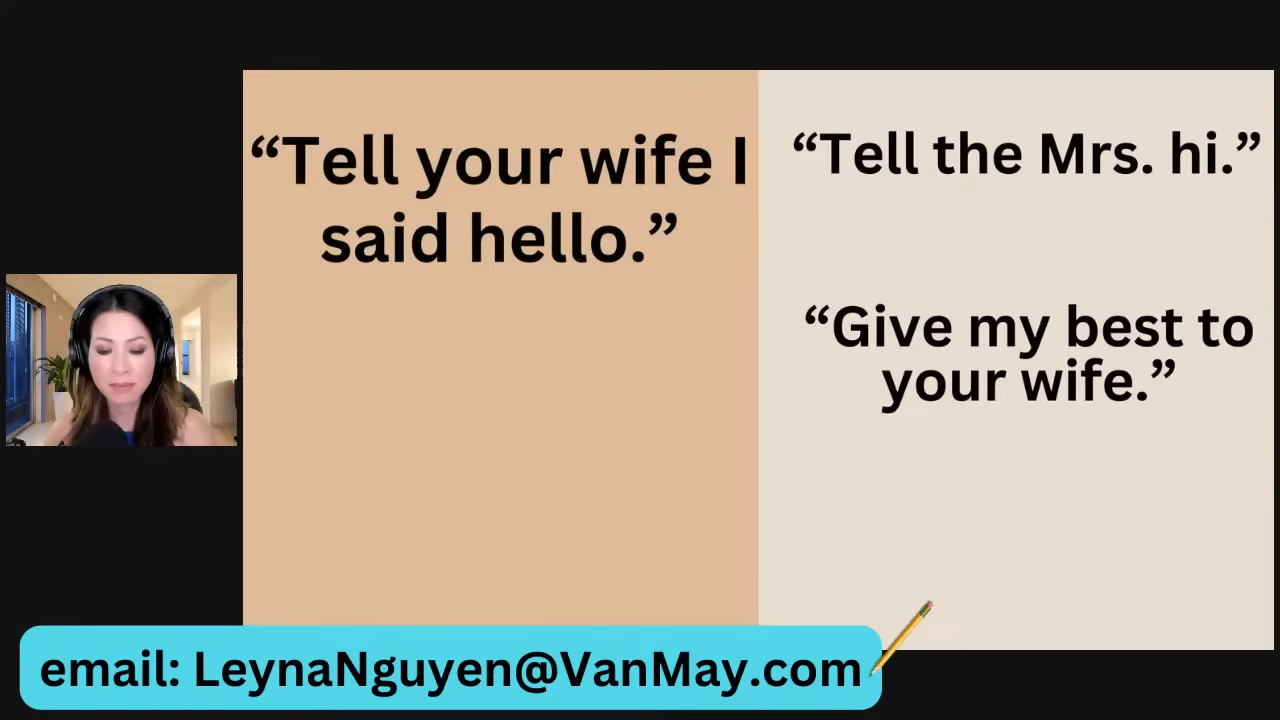 “Tell your wife I
said hello.”
“Tell the Mrs. hi.”
“Give my best to
your wife.”
email: LeynaNguyen@VanMay.com